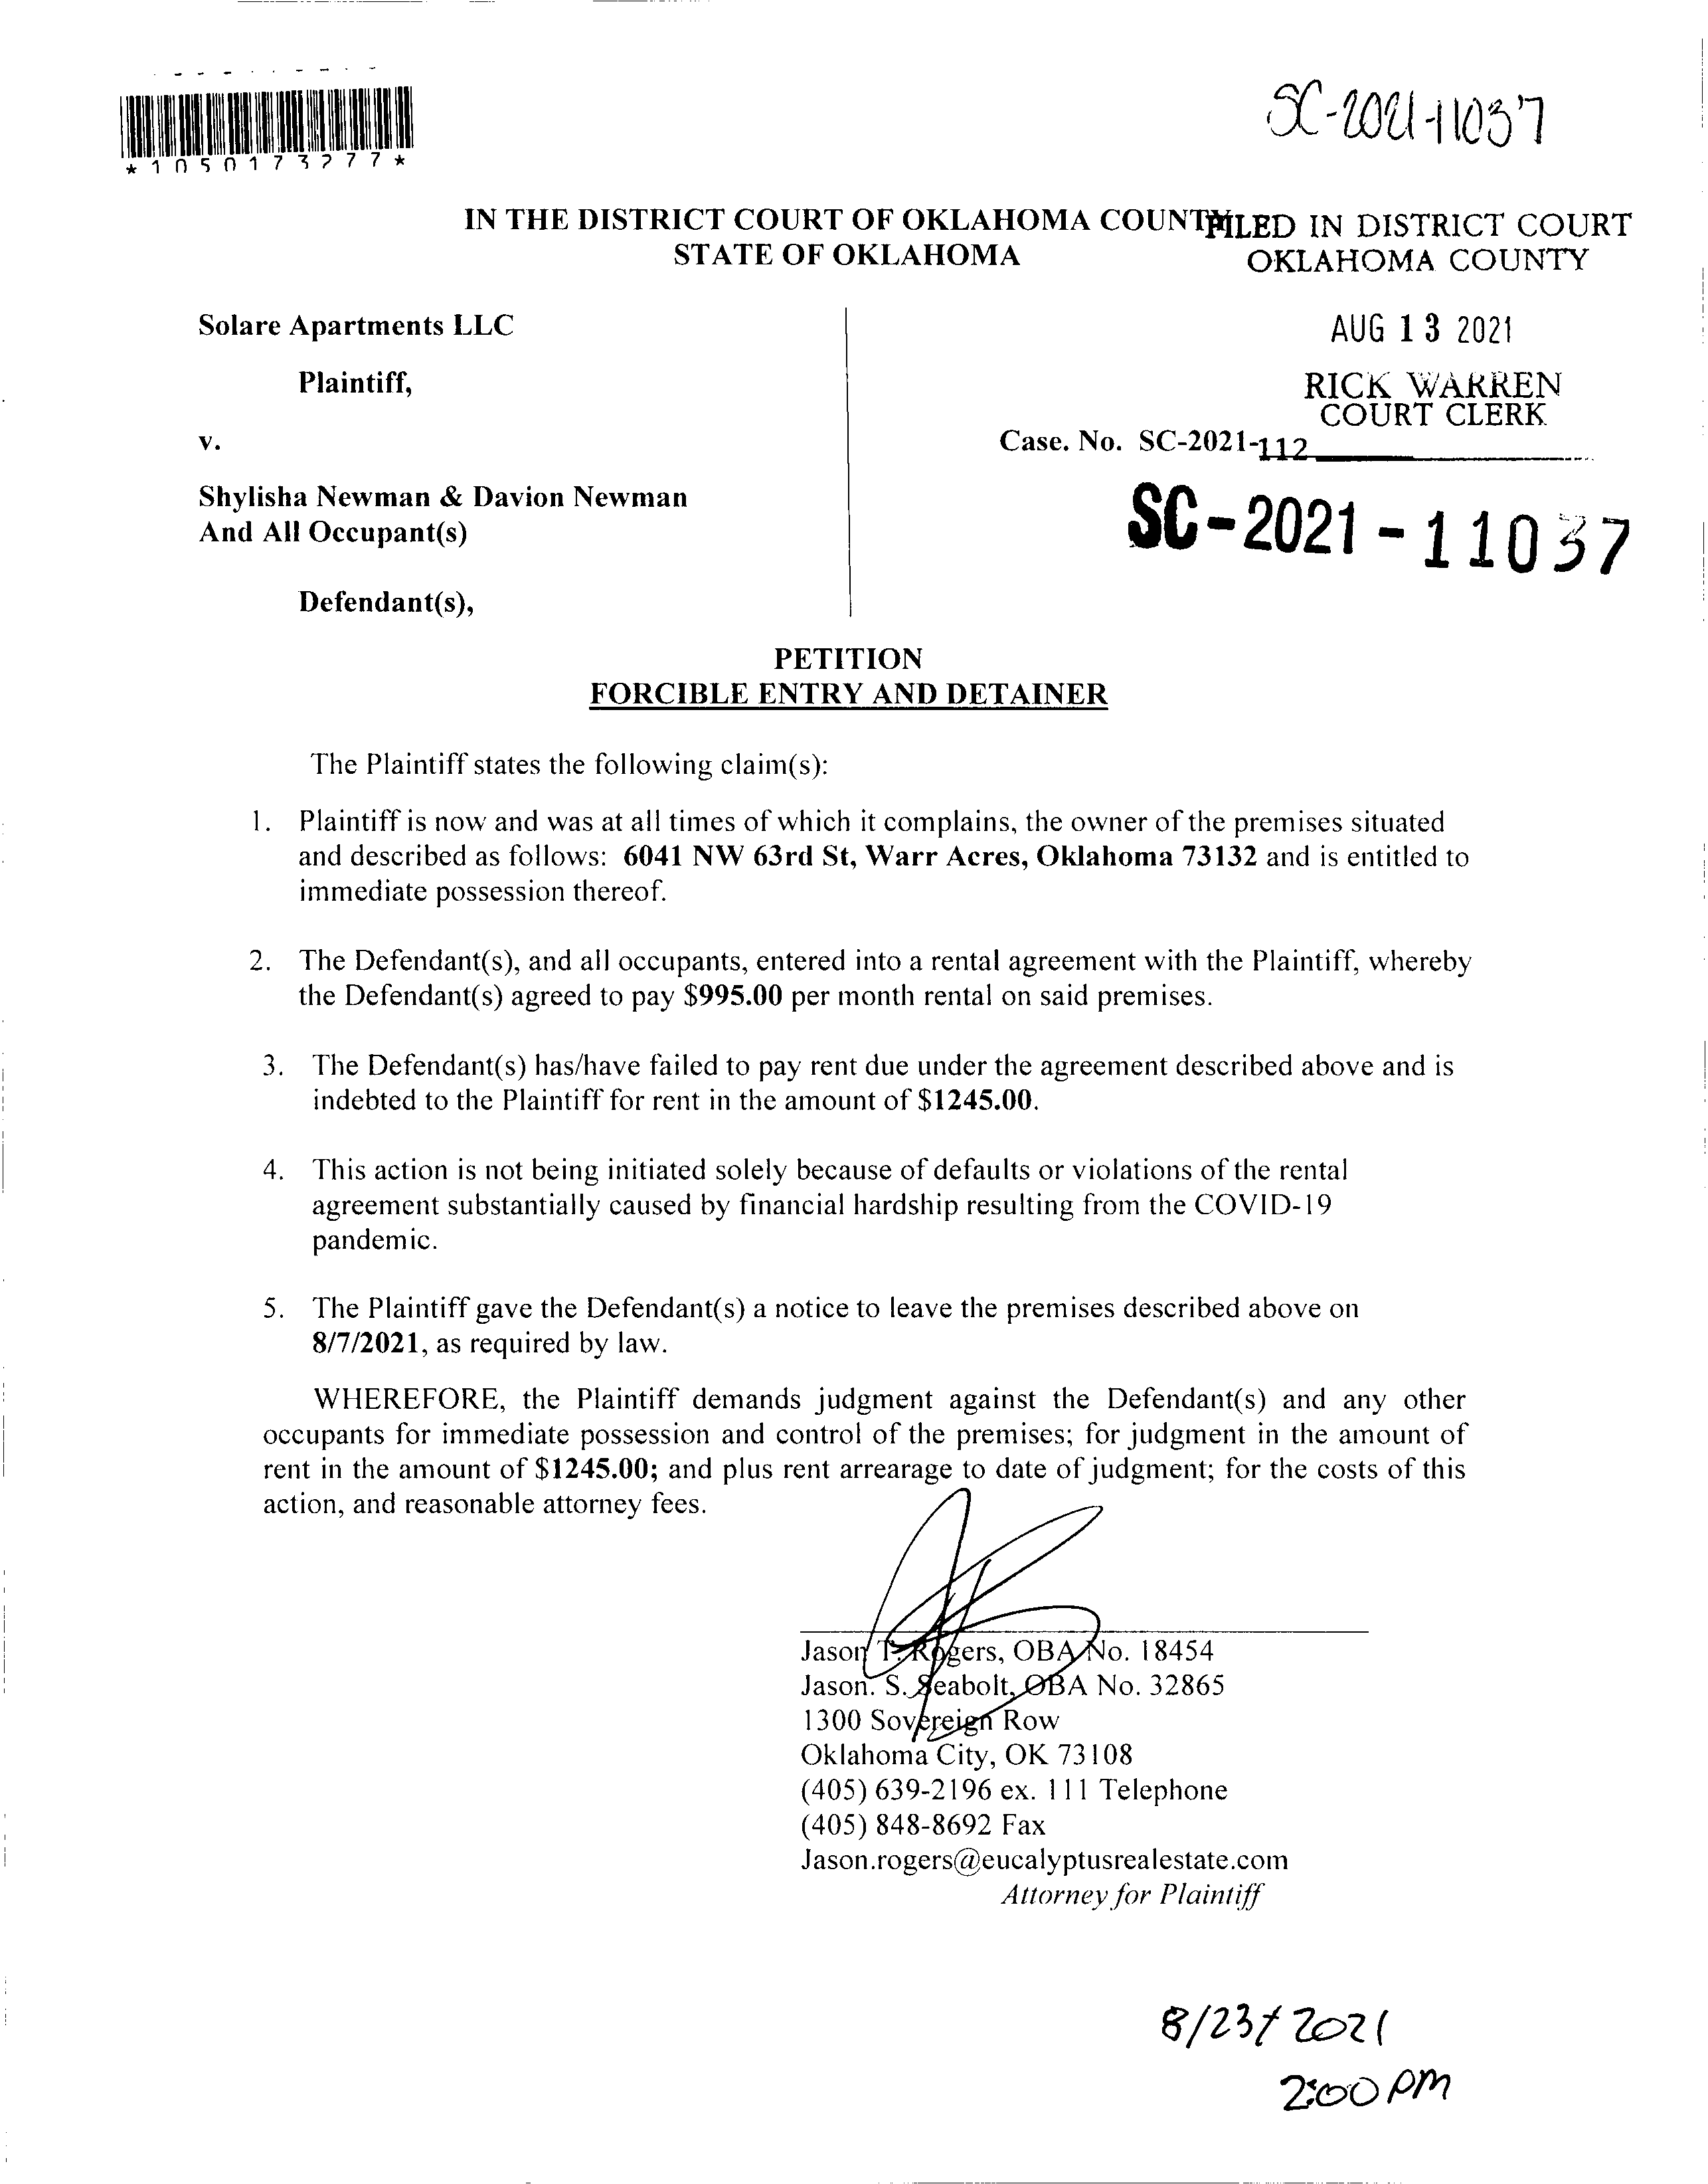 SC-2021-11037
*1050173277*
IN THE DISTRICT COURT OF OKLAHOMA COUNTY
STATE OF OKLAHOMA
FILED IN DISTRICT COURT
OKLAHOMA COUNTY
AUG 13 2021
RICK WARREN
COURT CLERK
Solare Apartments LLC
Plaintiff,
v.
Case. No. SC-2021-112
Shylisha Newman & Davion Newman
And All Occupant(s)
SC-2021-11037
Defendant(s),
PETITION
FORCIBLE ENTRY AND DETAINER
The Plaintiff states the following claim(s):
1. Plaintiff is now and was at all times of which it complains, the owner of the premises situated
and described as follows: 6041 NW 63rd St, Warr Acres, Oklahoma 73132 and is entitled to
immediate possession thereof.
2. The Defendant(s), and all occupants, entered into a rental agreement with the Plaintiff, whereby
the Defendant(s) agreed to pay $995.00 per month rental on said premises.
3. The Defendant(s) has/have failed to pay rent due under the agreement described above and is
indebted to the Plaintiff for rent in the amount of $1245.00.
4. This action is not being initiated solely because of defaults or violations of the rental
agreement substantially caused by financial hardship resulting from the COVID-19
pandemic.
5. The Plaintiff gave the Defendant(s) a notice to leave the premises described above on
8/7/2021, as required by law.
WHEREFORE, the Plaintiff demands judgment against the Defendant(s) and any other
occupants for immediate possession and control of the premises; for judgment in the amount of
rent in the amount of $1245.00; and plus rent arrearage to date of judgment; for the costs of this
action, and reasonable attorney fees.
Jason T. Rogers, OBA No. 18454
Jason. S. Seabolt, OBA No. 32865
1300 Sovereign Row
Oklahoma City, OK 73108
(405) 639-2196 ex. 111 Telephone
(405) 848-8692 Fax
Jason.rogers@eucalyptusrealestate.com
Attorney for Plaintiff
8/23/2021
2:00 PM